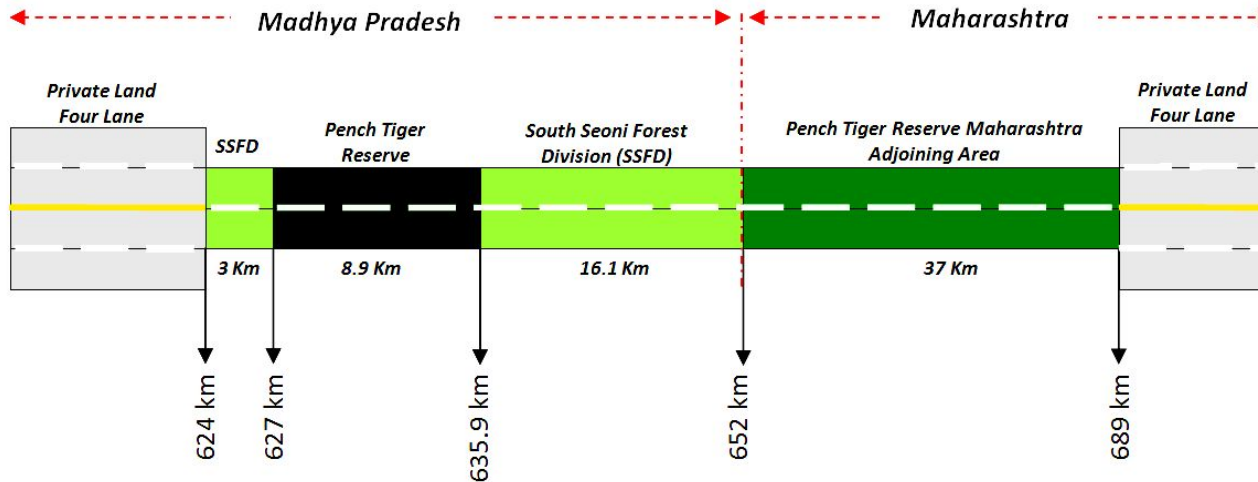 Madhya Pradesh
Maharashtra
Private Land
Four Lane
SSFD
Pench Tiger
Reserve
South Seoni Forest
Division (SSFD)
Pench Tiger Reserve Maharashtra
Adjoining Area
Private Land
Four Lane
3 Km
8.9 Km
16.1 Km
37 Km
624 km
627 km
635.9 km
652 km
689 km